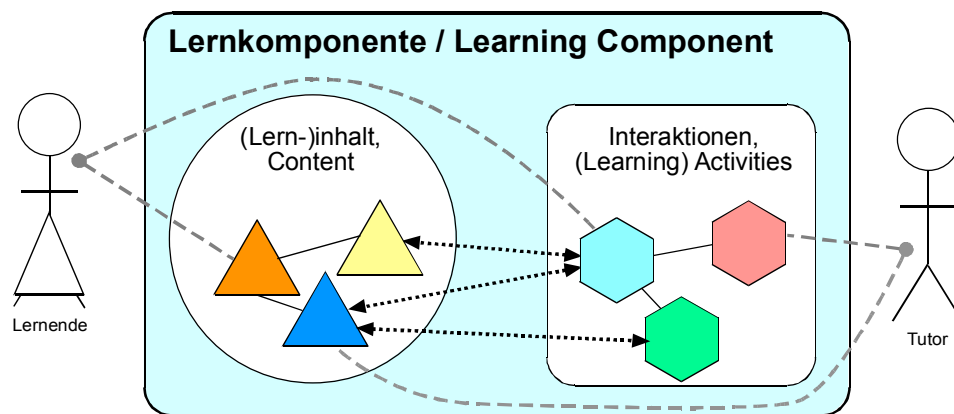 Lernkomponente / Learning Component
(Lern-)inhalt,
Content
Interaktionen,
(Learning) Activities
Lernende
Tutor